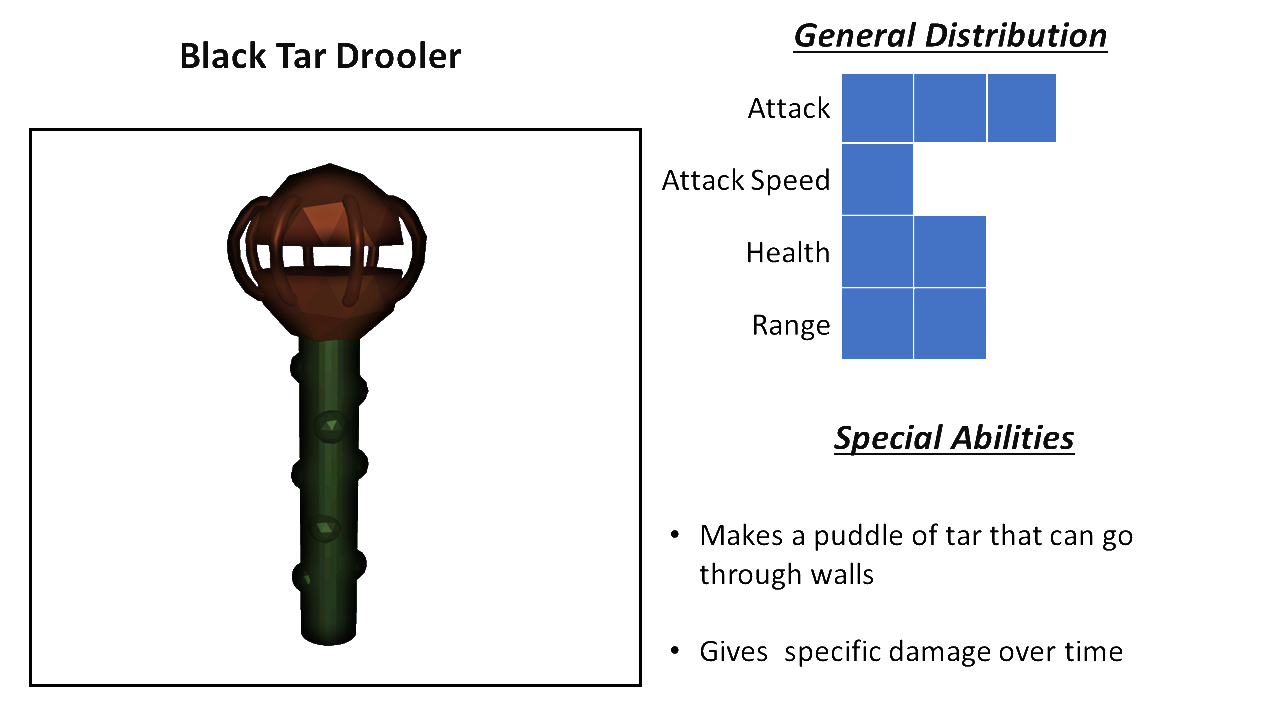 Black Tar Drooler
General Distribution
Attack
Attack Speed
Health
Range
Special Abilities
• Makes a puddle of tar that can go
through walls
• Gives  specific damage over time